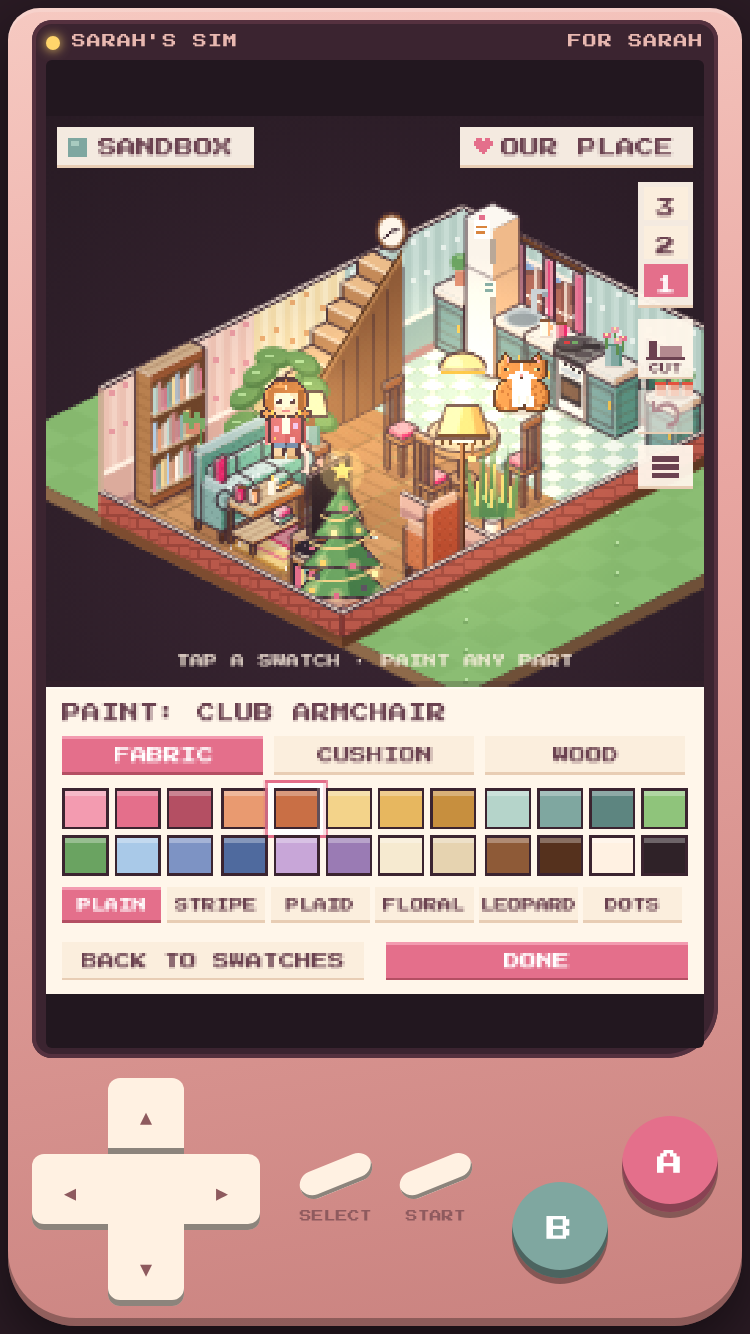 SARAH'S SIM
FOR SARAH
SANDBOX
OUR PLACE
3
2
1
CUT
TAP A SWATCH · PAINT ANY PART
PAINT: CLUB ARMCHAIR
FABRIC
CUSHION
WOOD
PLAIN
STRIPE
PLAID
FLORAL
LEOPARD
DOTS
BACK TO SWATCHES
DONE
SELECT
START
B
A